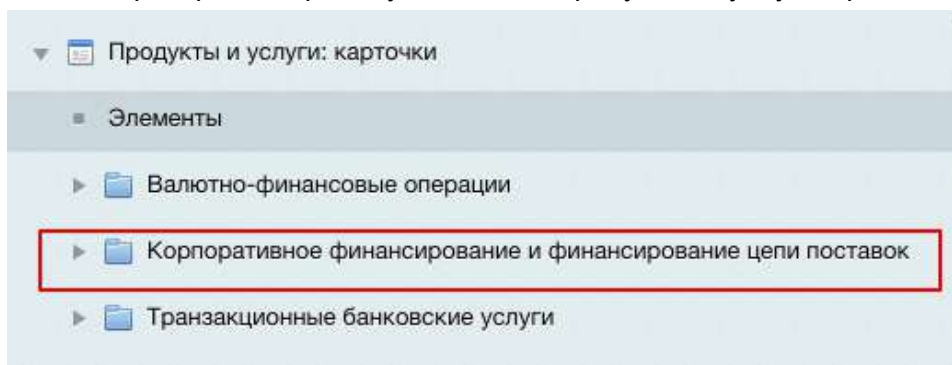 Продукты и услуги: карточки
Элементы
Валютно-финансовые операции
Корпоративное финансирование и финансирование цепи поставок
Транзакционные банковские услуги